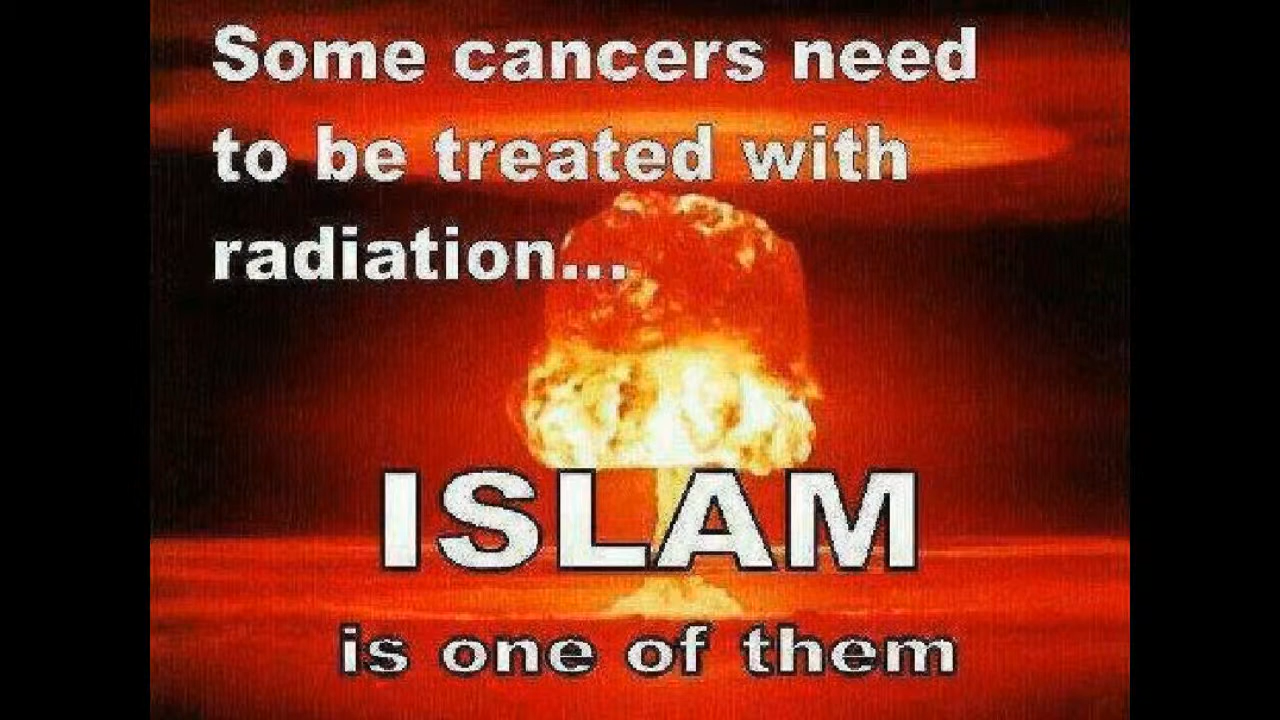 Some cancers need
to be treated with
radiation...
ISLAM
is one of them